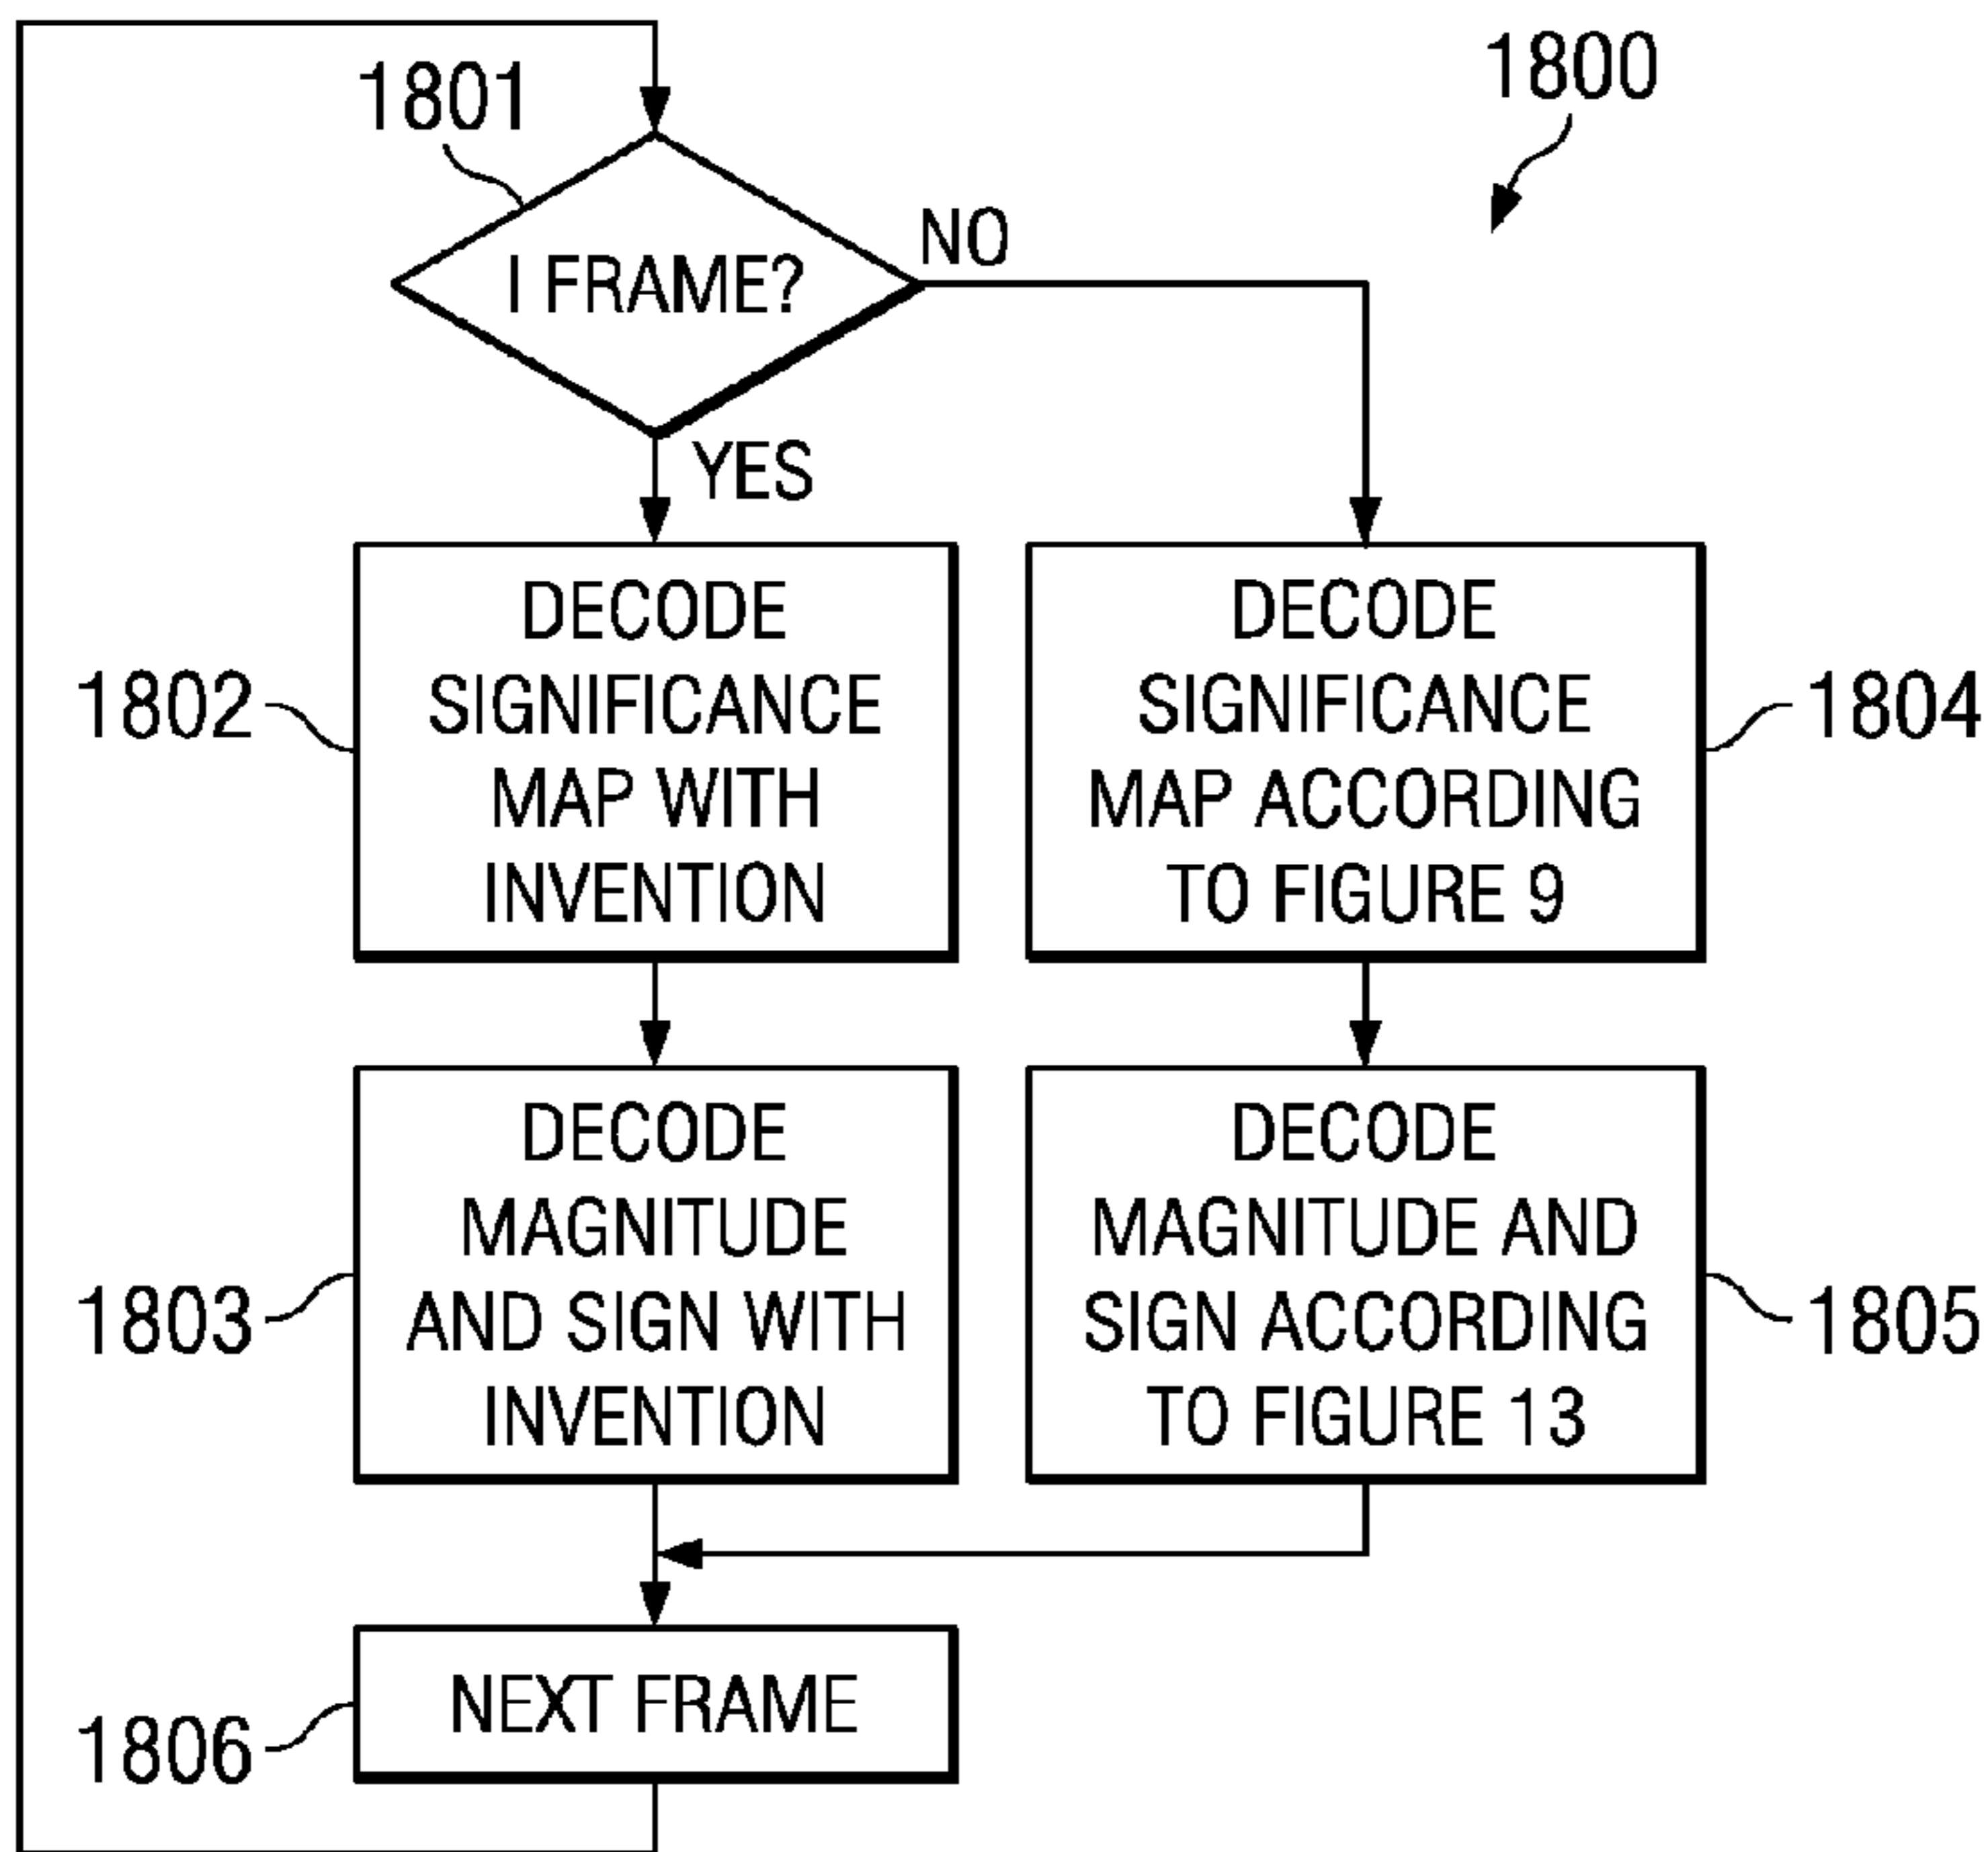 1800
1801
I FRAME?
NO
YES
DECODE
SIGNIFICANCE
MAP WITH
INVENTION
1802
DECODE
SIGNIFICANCE
MAP ACCORDING
TO FIGURE 9
1804
DECODE
MAGNITUDE
AND SIGN WITH
INVENTION
1803
DECODE
MAGNITUDE AND
SIGN ACCORDING
TO FIGURE 13
1805
NEXT FRAME
1806